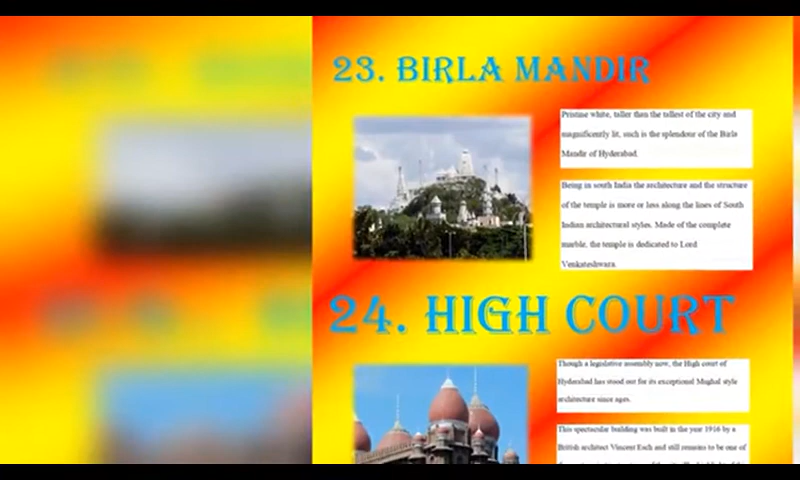 23. BIRLA MANDIR
Pristine white, taller than the tallest of the city and
magnificently lit, such is the splendour of the Birla
Mandir of Hyderabad.
Being in south India the architecture and the structure
of the temple is more or less along the lines of South
Indian architectural styles. Made of the complete
marble, the temple is dedicated to Lord
Venkateshwara.
24. HIGH COURT
Though a legislative assembly now, the High court of
Hyderabad has stood out for its exceptional Mughal style
architecture since ages.
This spectacular building was built in the year 1916 by a
British architect Vincent Esch and still remains to be one of